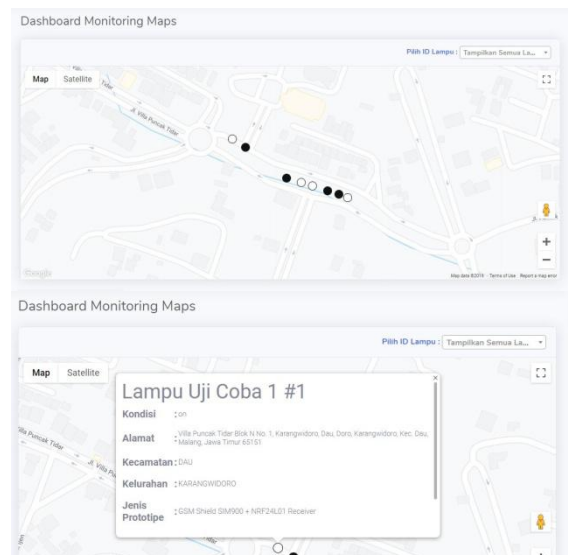 Dashboard Monitoring Maps
Pilih ID Lampu : Tampilkan Semua La...
Map Satellite
Jl. Villa Puncak Tidar
Google
Map data ©2019 Terms of Use Report a map error
Dashboard Monitoring Maps
Pilih ID Lampu : Tampilkan Semua La...
Map Satellite
Lampu Uji Coba 1 #1
Kondisi : on
Alamat : Villa Puncak Tidar Blok N No. 1, Karangwidoro, Dau, Doro, Karangwidoro, Kec. Dau,
Malang, Jawa Timur 65151
Kecamatan : DAU
Kelurahan : KARANGWIDORO
Jenis
Prototipe : GSM Shield SIM900 + NRF24L01 Receiver